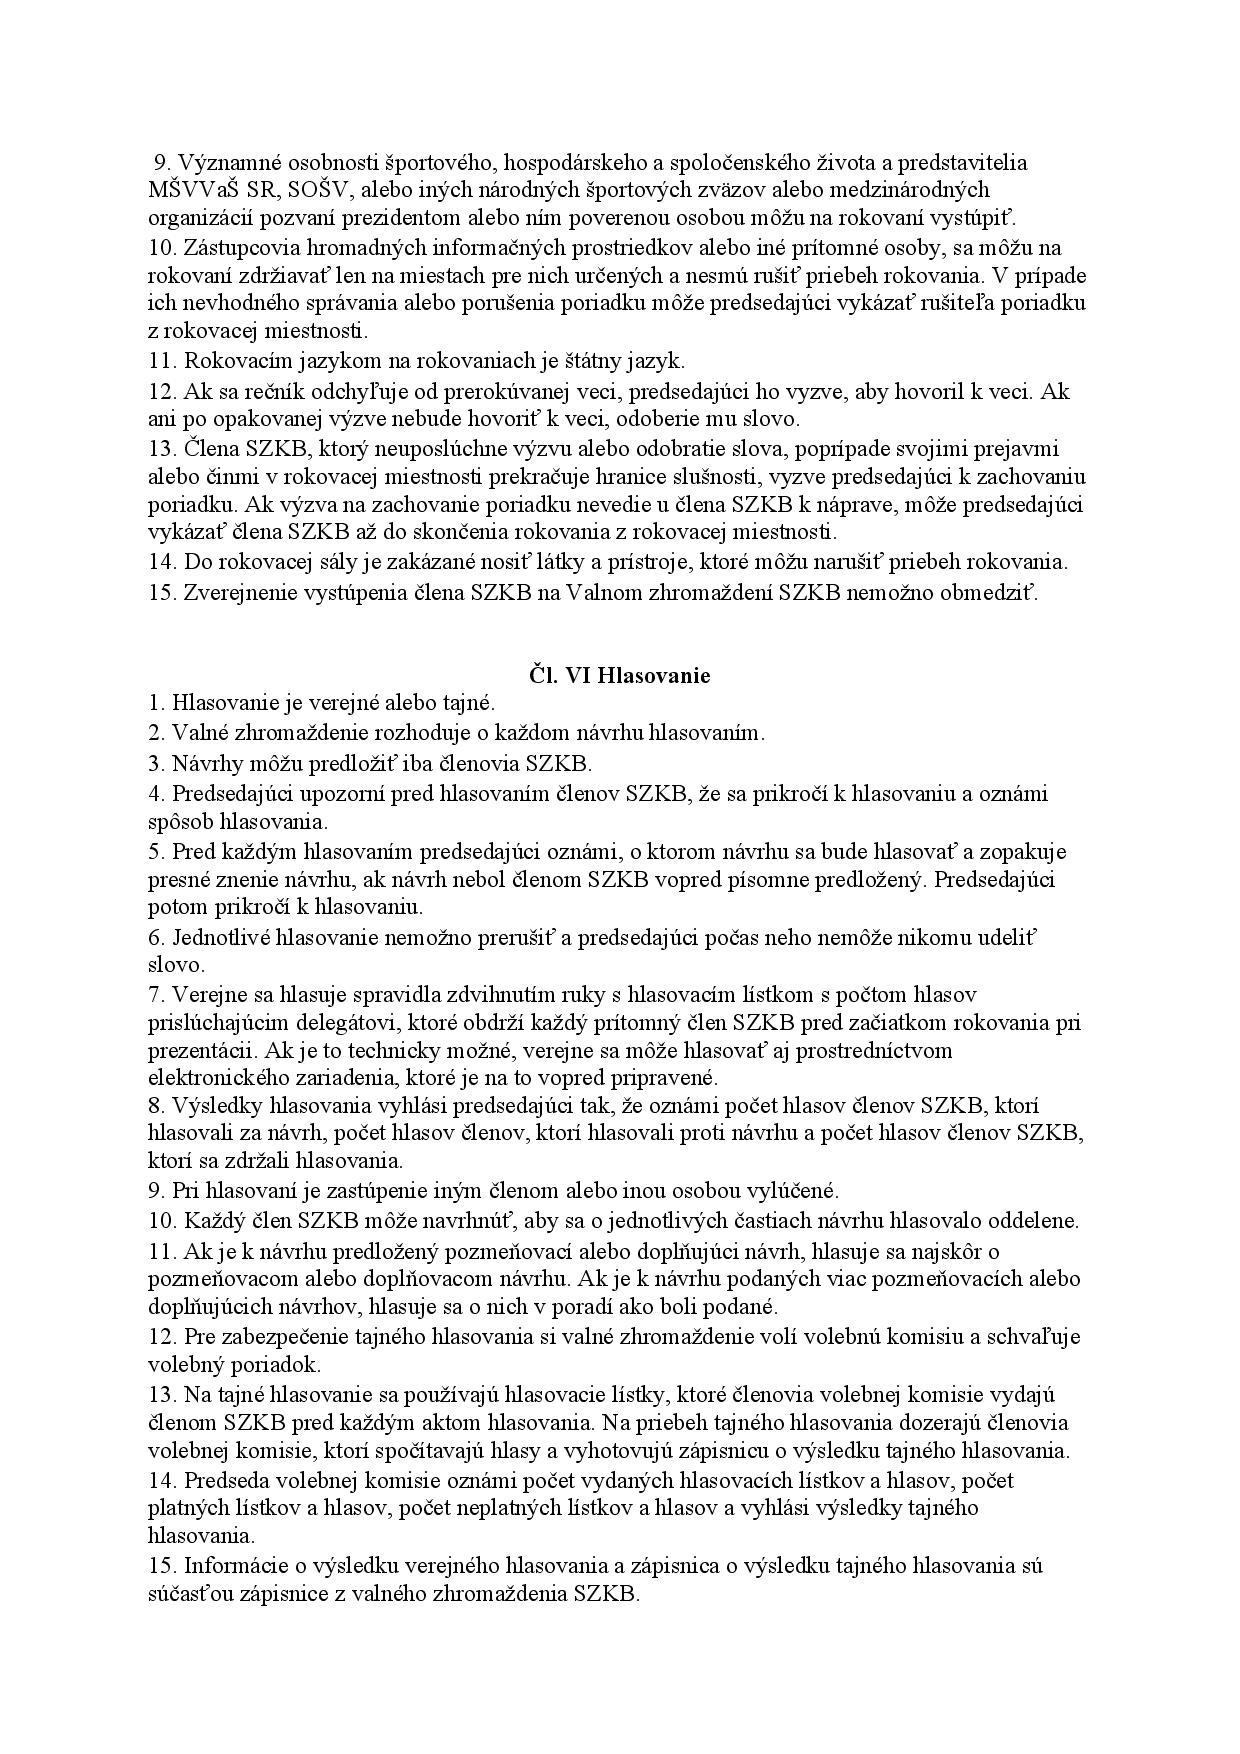 9. Významné osobnosti športového, hospodárskeho a spoločenského života a predstavitelia
MŠVVaŠ SR, SOŠV, alebo iných národných športových zväzov alebo medzinárodných
organizácií pozvaní prezidentom alebo ním poverenou osobou môžu na rokovaní vystúpiť.
10. Zástupcovia hromadných informačných prostriedkov alebo iné prítomné osoby, sa môžu na
rokovaní zdržiavať len na miestach pre nich určených a nesmú rušiť priebeh rokovania. V prípade
ich nevhodného správania alebo porušenia poriadku môže predsedajúci vykázať rušiteľa poriadku
z rokovacej miestnosti.
11. Rokovacím jazykom na rokovaniach je štátny jazyk.
12. Ak sa rečník odchyľuje od prerokúvanej veci, predsedajúci ho vyzve, aby hovoril k veci. Ak
ani po opakovanej výzve nebude hovoriť k veci, odoberie mu slovo.
13. Člena SZKB, ktorý neuposlúchne výzvu alebo odobratie slova, poprípade svojimi prejavmi
alebo činmi v rokovacej miestnosti prekračuje hranice slušnosti, vyzve predsedajúci k zachovaniu
poriadku. Ak výzva na zachovanie poriadku nevedie u člena SZKB k náprave, môže predsedajúci
vykázať člena SZKB až do skončenia rokovania z rokovacej miestnosti.
14. Do rokovacej sály je zakázané nosiť látky a prístroje, ktoré môžu narušiť priebeh rokovania.
15. Zverejnenie vystúpenia člena SZKB na Valnom zhromaždení SZKB nemožno obmedziť.
Čl. VI Hlasovanie
1. Hlasovanie je verejné alebo tajné.
2. Valné zhromaždenie rozhoduje o každom návrhu hlasovaním.
3. Návrhy môžu predložiť iba členovia SZKB.
4. Predsedajúci upozorní pred hlasovaním členov SZKB, že sa prikročí k hlasovaniu a oznámi
spôsob hlasovania.
5. Pred každým hlasovaním predsedajúci oznámi, o ktorom návrhu sa bude hlasovať a zopakuje
presné znenie návrhu, ak návrh nebol členom SZKB vopred písomne predložený. Predsedajúci
potom prikročí k hlasovaniu.
6. Jednotlivé hlasovanie nemožno prerušiť a predsedajúci počas neho nemôže nikomu udeliť
slovo.
7. Verejne sa hlasuje spravidla zdvihnutím ruky s hlasovacím lístkom s počtom hlasov
prislúchajúcim delegátovi, ktoré obdrží každý prítomný člen SZKB pred začiatkom rokovania pri
prezentácii. Ak je to technicky možné, verejne sa môže hlasovať aj prostredníctvom
elektronického zariadenia, ktoré je na to vopred pripravené.
8. Výsledky hlasovania vyhlási predsedajúci tak, že oznámi počet hlasov členov SZKB, ktorí
hlasovali za návrh, počet hlasov členov, ktorí hlasovali proti návrhu a počet hlasov členov SZKB,
ktorí sa zdržali hlasovania.
9. Pri hlasovaní je zastúpenie iným členom alebo inou osobou vylúčené.
10. Každý člen SZKB môže navrhnúť, aby sa o jednotlivých častiach návrhu hlasovalo oddelene.
11. Ak je k návrhu predložený pozmeňovací alebo doplňujúci návrh, hlasuje sa najskôr o
pozmeňovacom alebo doplňovacom návrhu. Ak je k návrhu podaných viac pozmeňovacích alebo
doplňujúcich návrhov, hlasuje sa o nich v poradí ako boli podané.
12. Pre zabezpečenie tajného hlasovania si valné zhromaždenie volí volebnú komisiu a schvaľuje
volebný poriadok.
13. Na tajné hlasovanie sa používajú hlasovacie lístky, ktoré členovia volebnej komisie vydajú
členom SZKB pred každým aktom hlasovania. Na priebeh tajného hlasovania dozerajú členovia
volebnej komisie, ktorí spočítavajú hlasy a vyhotovujú zápisnicu o výsledku tajného hlasovania.
14. Predseda volebnej komisie oznámi počet vydaných hlasovacích lístkov a hlasov, počet
platných lístkov a hlasov, počet neplatných lístkov a hlasov a vyhlási výsledky tajného
hlasovania.
15. Informácie o výsledku verejného hlasovania a zápisnica o výsledku tajného hlasovania sú
súčasťou zápisnice z valného zhromaždenia SZKB.